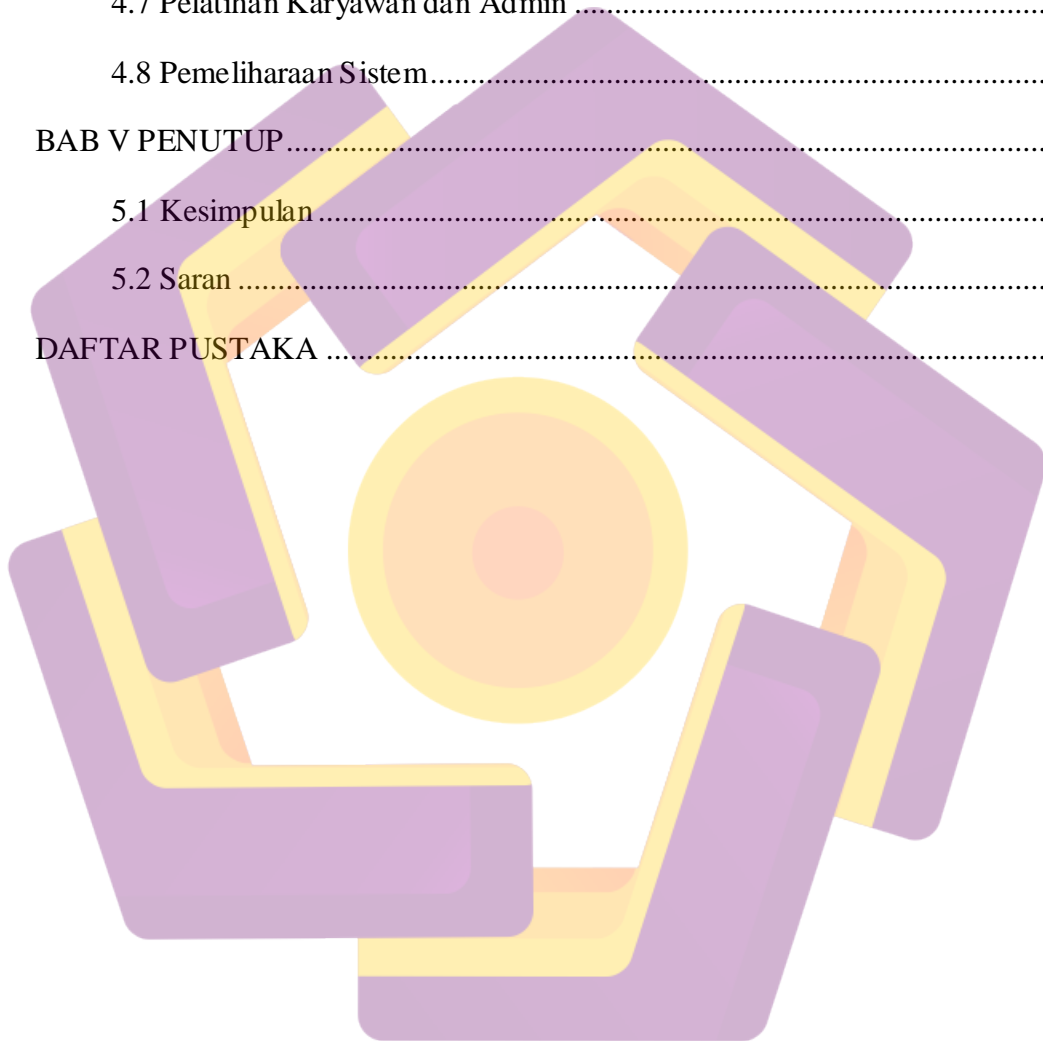 4.7 Pelatihan Karyawan dan Admin ....................................................
4.8 Pemeliharaan Sistem.....................................................................
BAB V PENUTUP....................................................................................
5.1 Kesimpulan ..................................................................................
5.2 Saran ............................................................................................
DAFTAR PUSTAKA ................................................................................